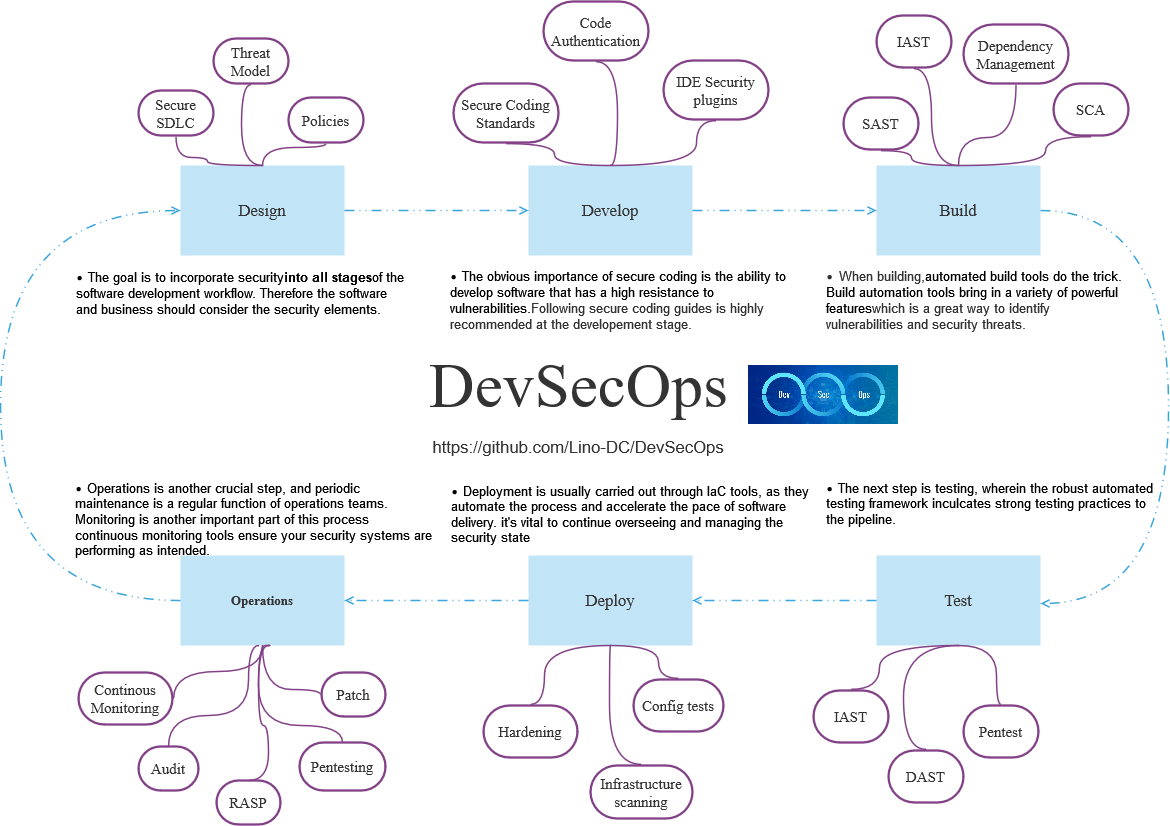 Code
Authentication
IAST
Dependency
Management
Threat
Model
IDE Security
plugins
Secure
SDLC
Policies
Secure Coding
Standards
SAST
SCA
Design
Develop
Build
• The goal is to incorporate securityinto all stagesof the
software development workflow. Therefore the software
and business should consider the security elements.
• The obvious importance of secure coding is the ability to
develop software that has a high resistance to
vulnerabilities.Following secure coding guides is highly
recommended at the developement stage.
• When building,automated build tools do the trick.
Build automation tools bring in a variety of powerful
featureswhich is a great way to identify
vulnerabilities and security threats.
DevSecOps
Dev Sec Ops
https://github.com/Lino-DC/DevSecOps
• Operations is another crucial step, and periodic
maintenance is a regular function of operations teams.
Monitoring is another important part of this process
continuous monitoring tools ensure your security systems are
performing as intended.
• Deployment is usually carried out through IaC tools, as they
automate the process and accelerate the pace of software
delivery. it's vital to continue overseeing and managing the
security state
• The next step is testing, wherein the robust automated
testing framework inculcates strong testing practices to
the pipeline.
Operations
Deploy
Test
Continous
Monitoring
Patch
Audit
Pentesting
RASP
Hardening
Config tests
Infrastructure
scanning
IAST
Pentest
DAST